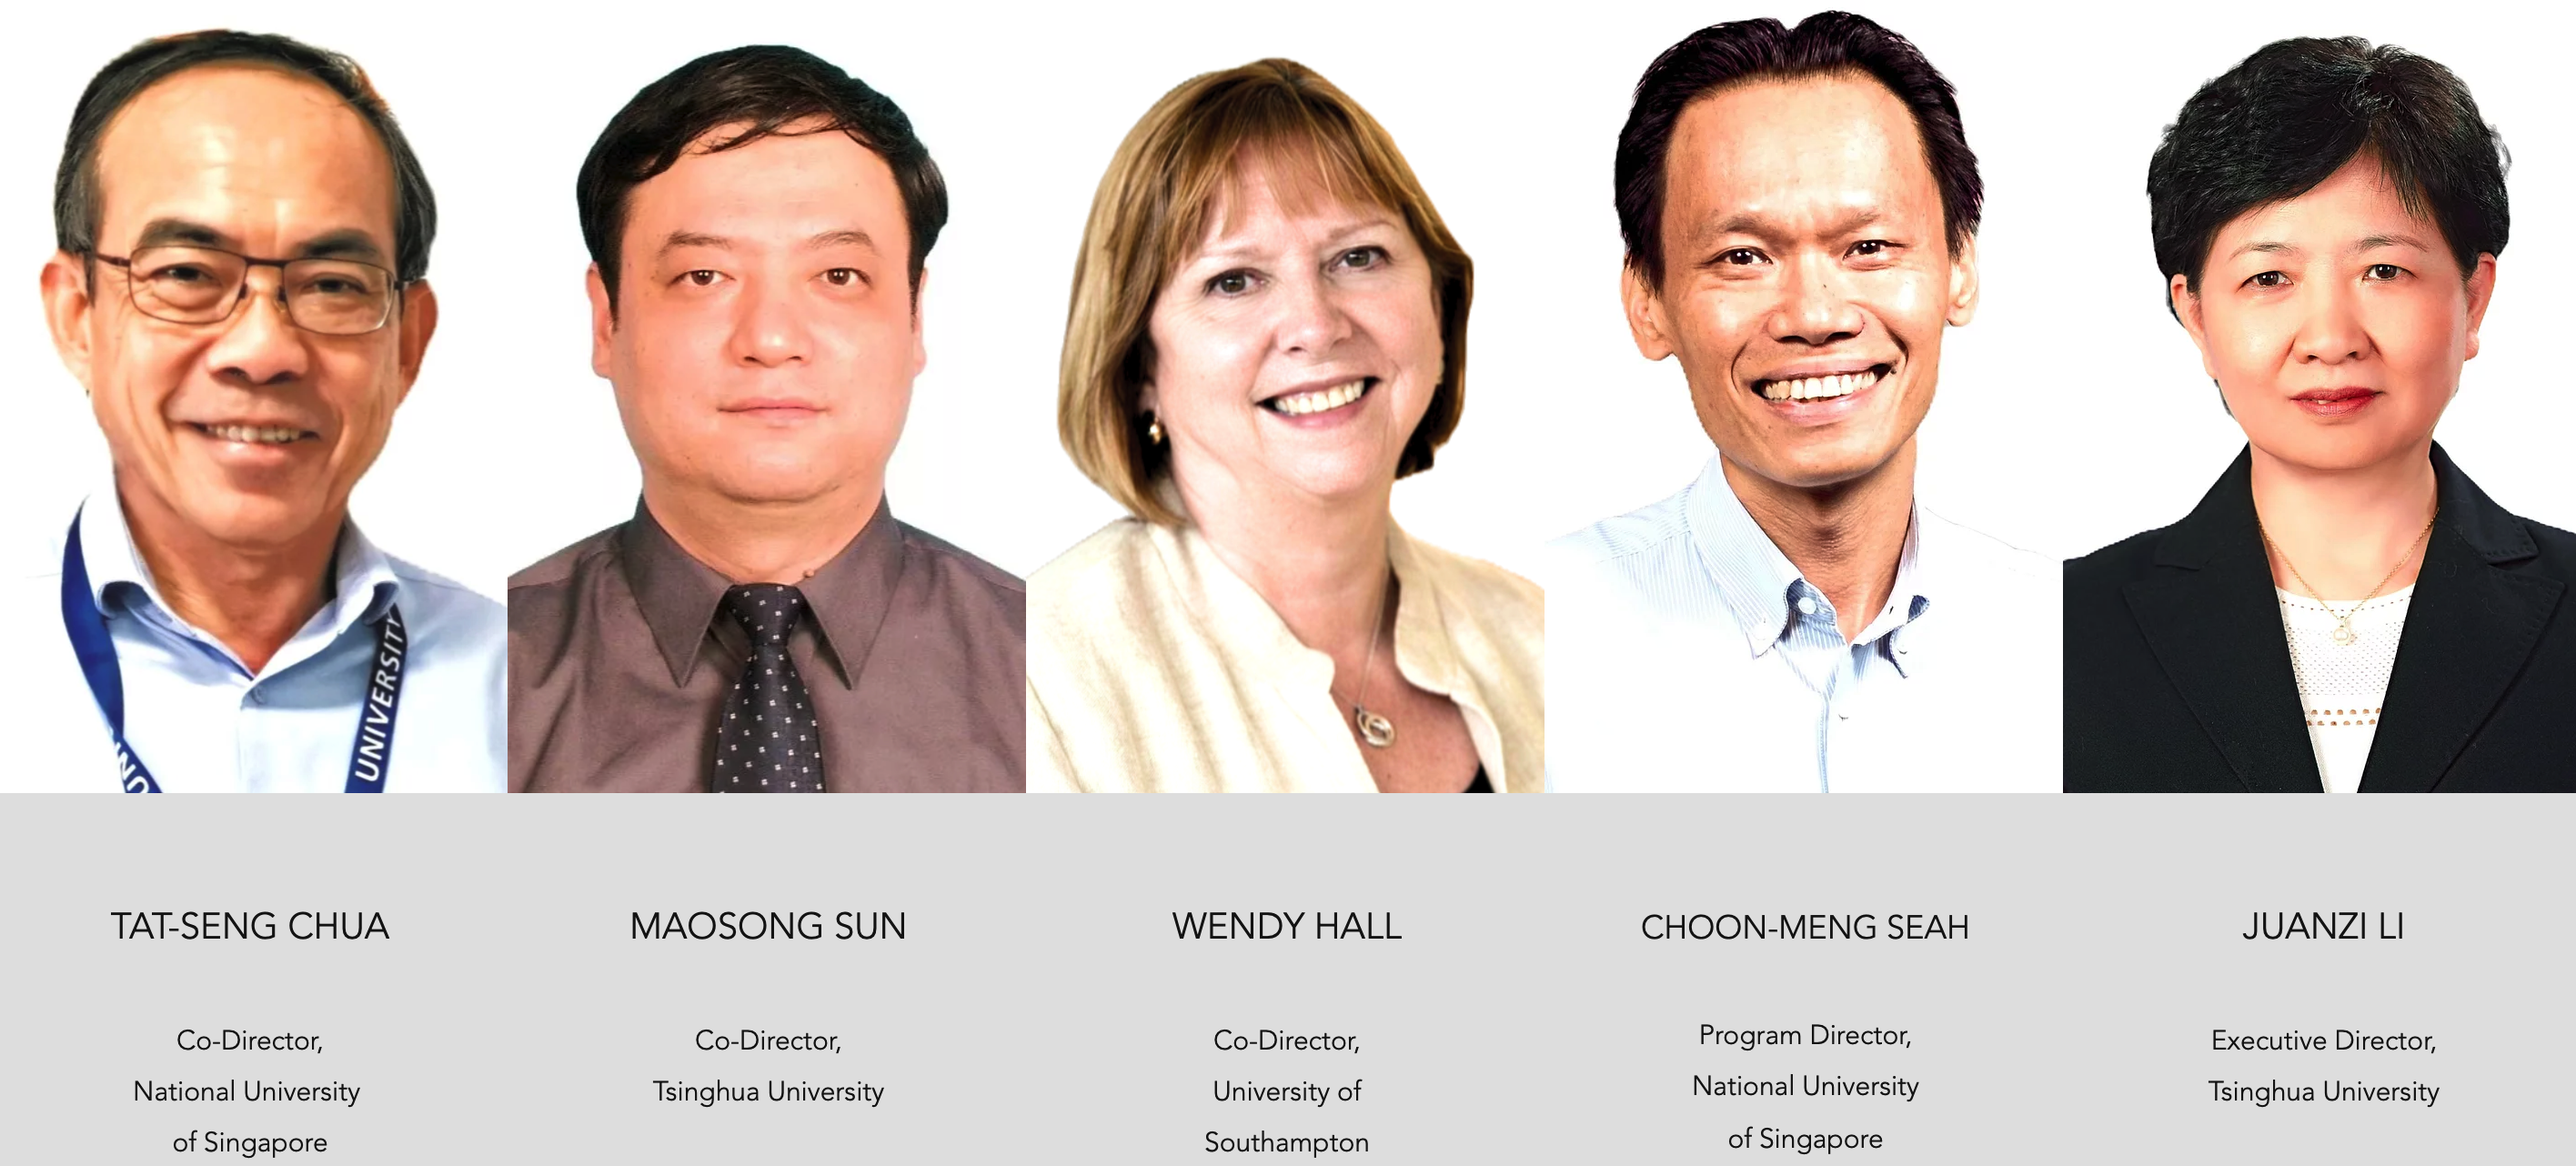 UNIVERSITY
UN
TAT-SENG CHUA
Co-Director,
National University
of Singapore
MAOSONG SUN
Co-Director,
Tsinghua University
WENDY HALL
Co-Director,
University of
Southampton
CHOON-MENG SEAH
Program Director,
National University
of Singapore
JUANZI LI
Executive Director,
Tsinghua University